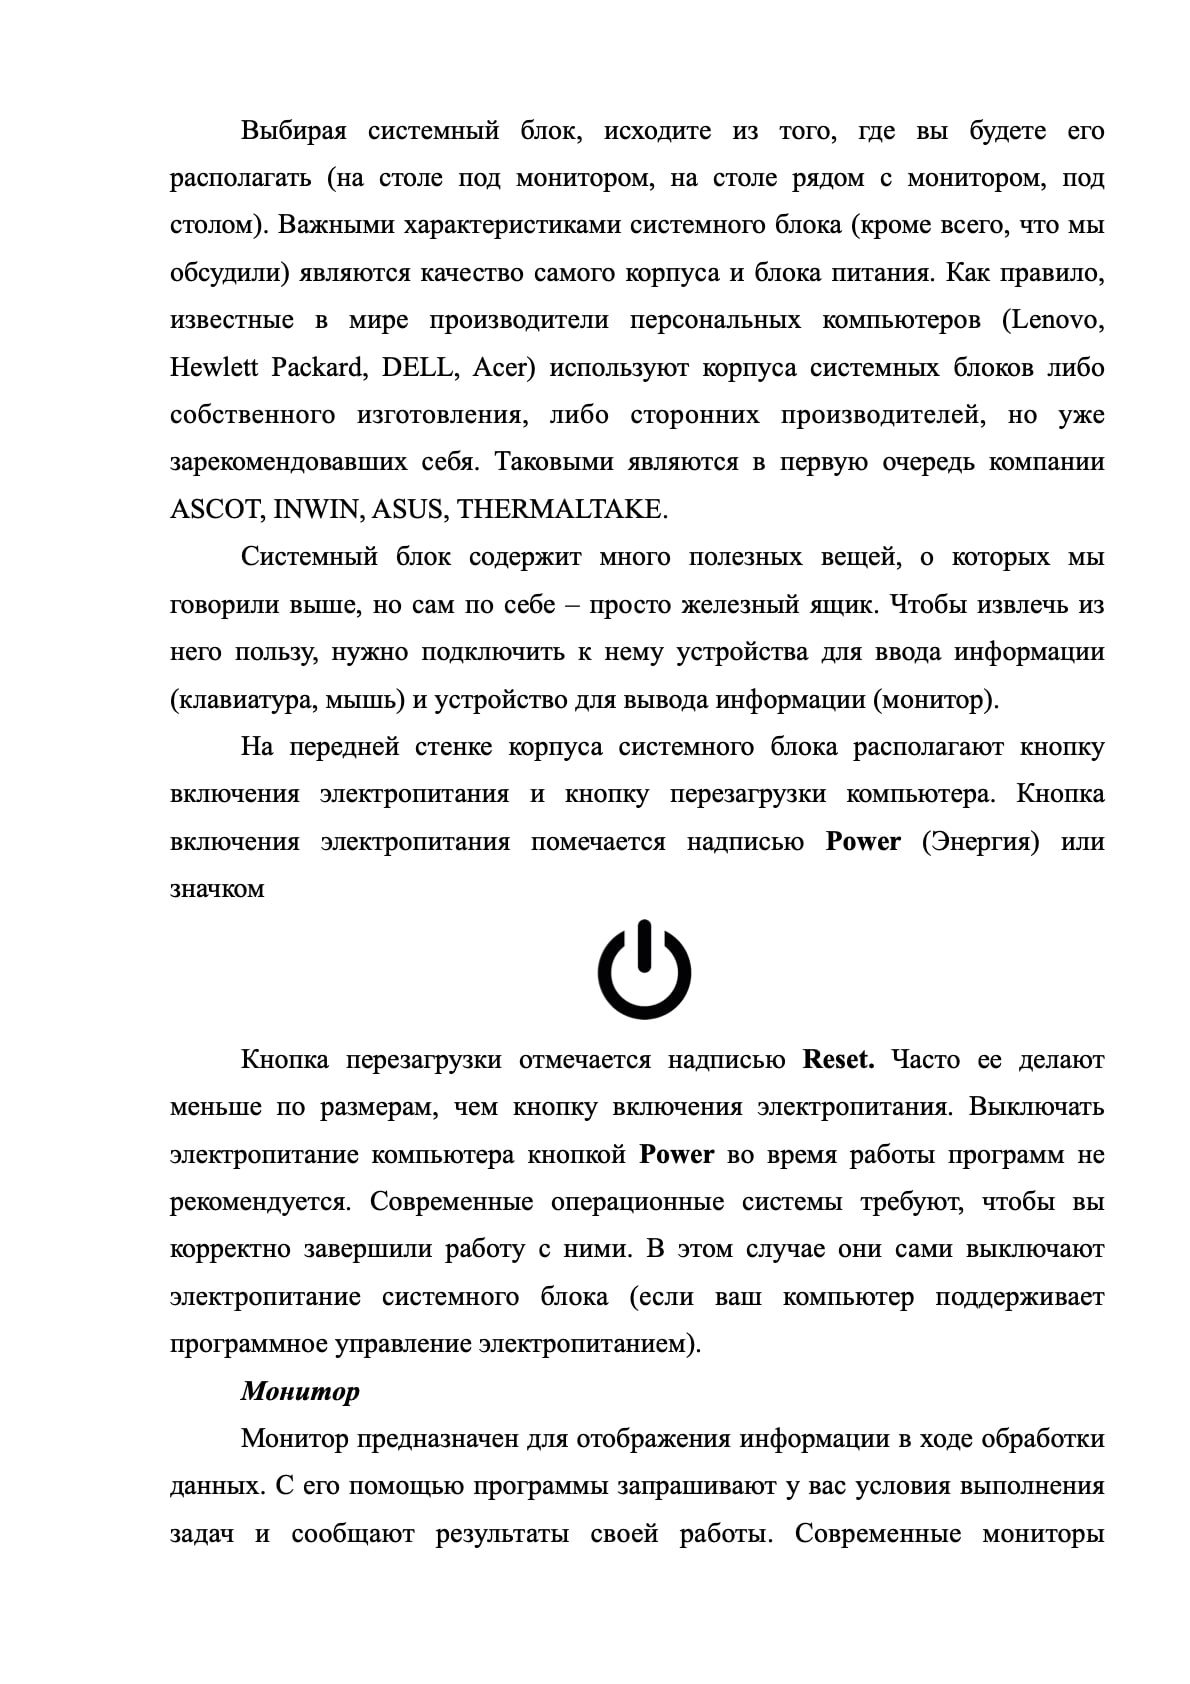 Выбирая системный блок, исходите из того, где вы будете его
располагать (на столе под монитором, на столе рядом с монитором, под
столом). Важными характеристиками системного блока (кроме всего, что мы
обсудили) являются качество самого корпуса и блока питания. Как правило,
известные в мире производители персональных компьютеров (Lenovo,
Hewlett Packard, DELL, Acer) используют корпуса системных блоков либо
собственного изготовления, либо сторонних производителей, но уже
зарекомендовавших себя. Таковыми являются в первую очередь компании
ASCOT, INWIN, ASUS, THERMALTAKE.
Системный блок содержит много полезных вещей, о которых мы
говорили выше, но сам по себе – просто железный ящик. Чтобы извлечь из
него пользу, нужно подключить к нему устройства для ввода информации
(клавиатура, мышь) и устройство для вывода информации (монитор).
На передней стенке корпуса системного блока располагают кнопку
включения электропитания и кнопку перезагрузки компьютера. Кнопка
включения электропитания помечается надписью Power (Энергия) или
значком
Кнопка перезагрузки отмечается надписью Reset. Часто ее делают
меньше по размерам, чем кнопку включения электропитания. Выключать
электропитание компьютера кнопкой Power во время работы программ не
рекомендуется. Современные операционные системы требуют, чтобы вы
корректно завершили работу с ними. В этом случае они сами выключают
электропитание системного блока (если ваш компьютер поддерживает
программное управление электропитанием).
Монитор
Монитор предназначен для отображения информации в ходе обработки
данных. С его помощью программы запрашивают у вас условия выполнения
задач и сообщают результаты своей работы. Современные мониторы